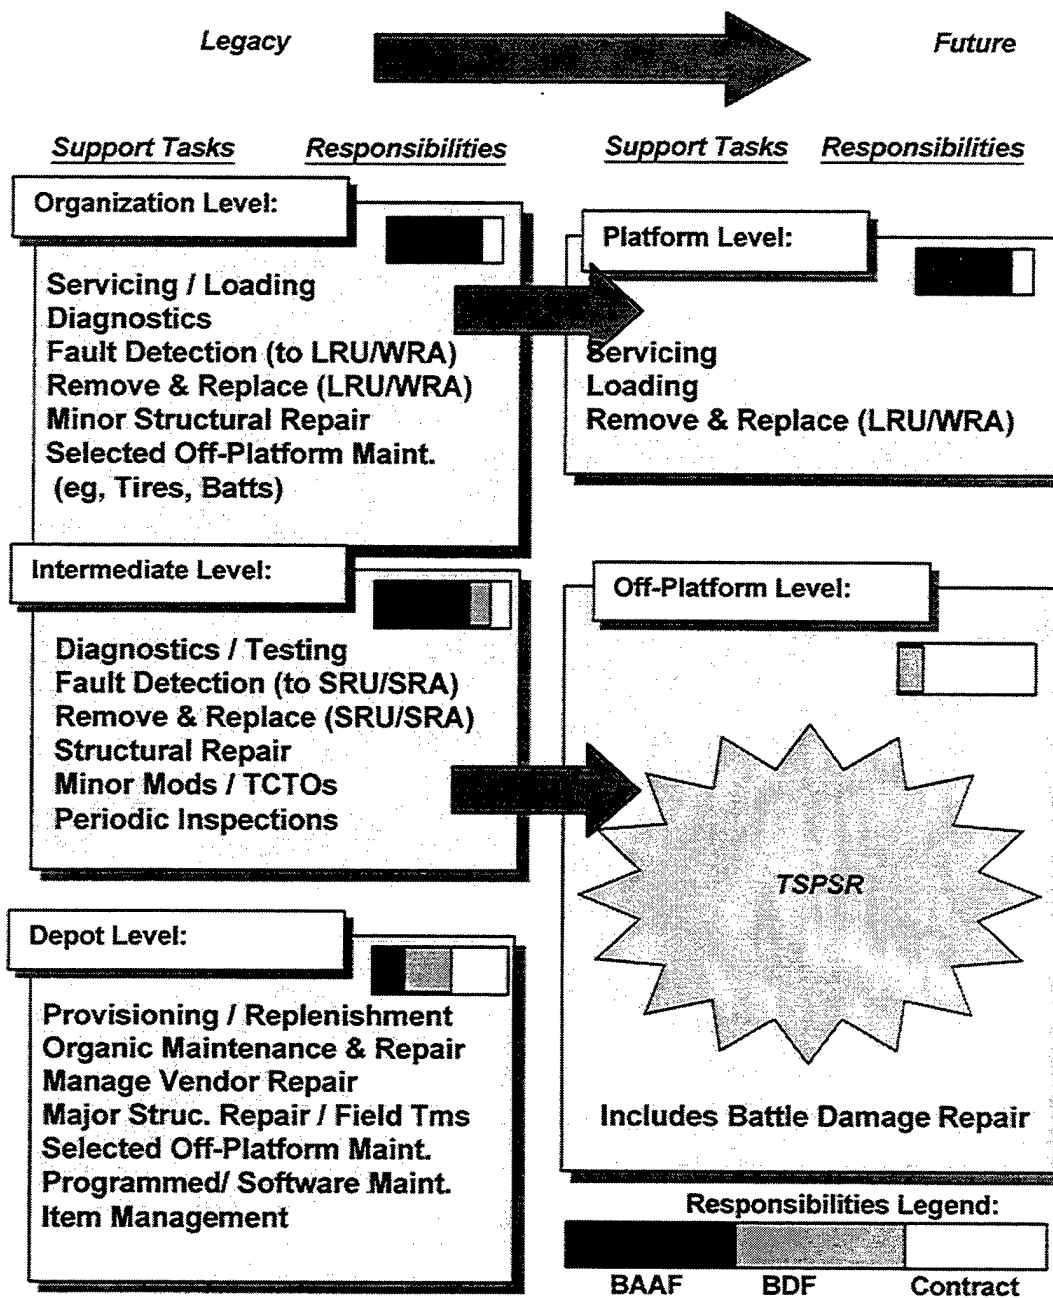 Legacy
Future
Support Tasks
Responsibilities
Support Tasks
Responsibilities
Organization Level:
Servicing / Loading
Diagnostics
Fault Detection (to LRU/WRA)
Remove & Replace (LRU/WRA)
Minor Structural Repair
Selected Off-Platform Maint.
(eg, Tires, Batts)
Intermediate Level:
Diagnostics / Testing
Fault Detection (to SRU/SRA)
Remove & Replace (SRU/SRA)
Structural Repair
Minor Mods / TCTOs
Periodic Inspections
Depot Level:
Provisioning / Replenishment
Organic Maintenance & Repair
Manage Vendor Repair
Major Struc. Repair / Field Tms
Selected Off-Platform Maint.
Programmed/ Software Maint.
Item Management
Platform Level:
Servicing
Loading
Remove & Replace (LRU/WRA)
Off-Platform Level:
TSPSR
Includes Battle Damage Repair
Responsibilities Legend:
BAAF
BDF
Contract